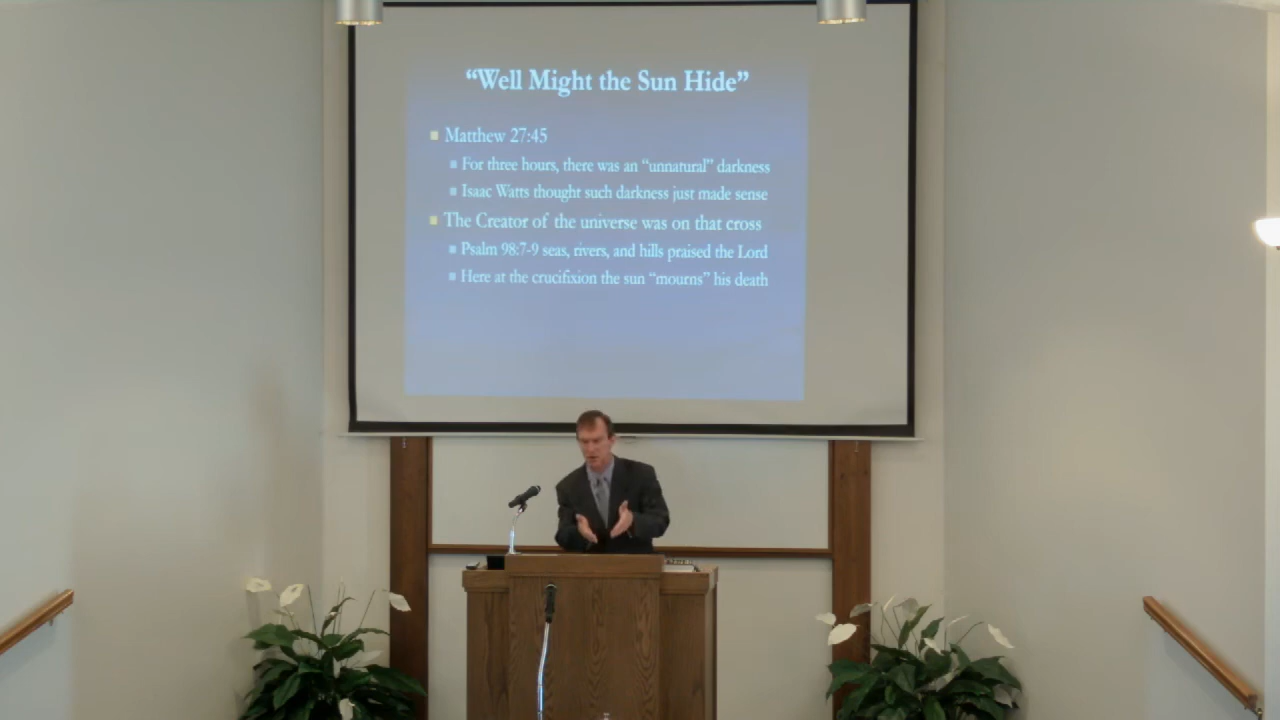 “Well Might the Sun Hide”
Matthew 27:45
For three hours, there was an “unnatural” darkness
Isaac Watts thought such darkness just made sense
The Creator of the universe was on that cross
Psalm 98:7-9 seas, rivers, and hills praised the Lord
Here at the crucifixion the sun “mourns” his death